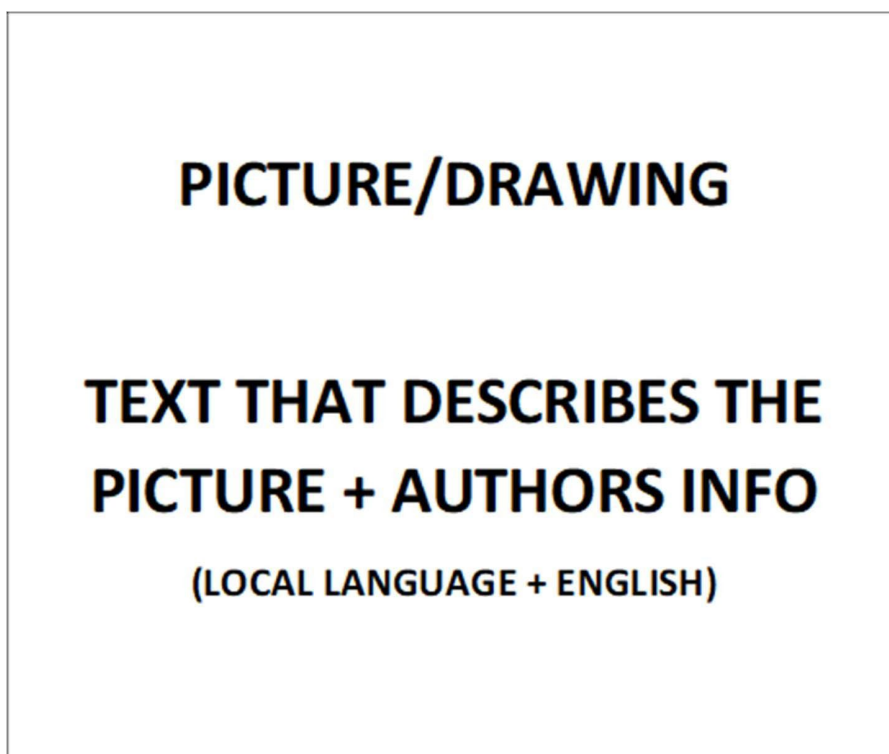 PICTURE/DRAWING
TEXT THAT DESCRIBES THE
PICTURE + AUTHORS INFO
(LOCAL LANGUAGE + ENGLISH)